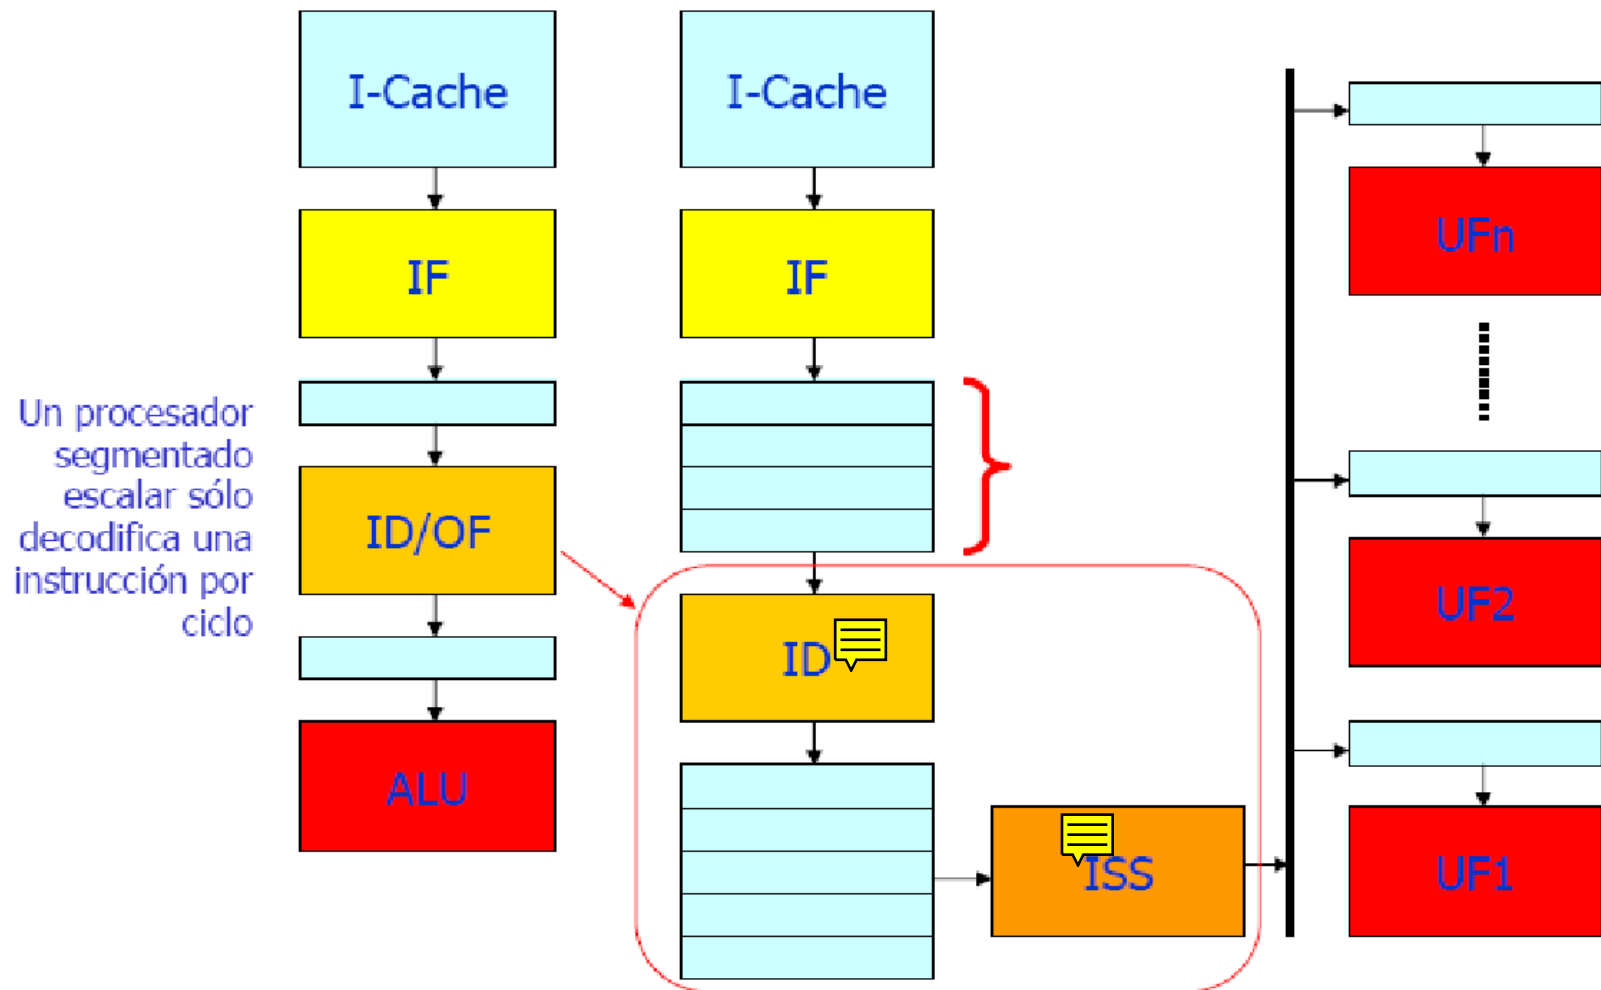 I-Cache
IF
Un procesador
segmentado
escalar sólo
decodifica una
instrucción por
ciclo
ID/OF
ALU
I-Cache
IF
ID
ISS
UFn
UF2
UF1